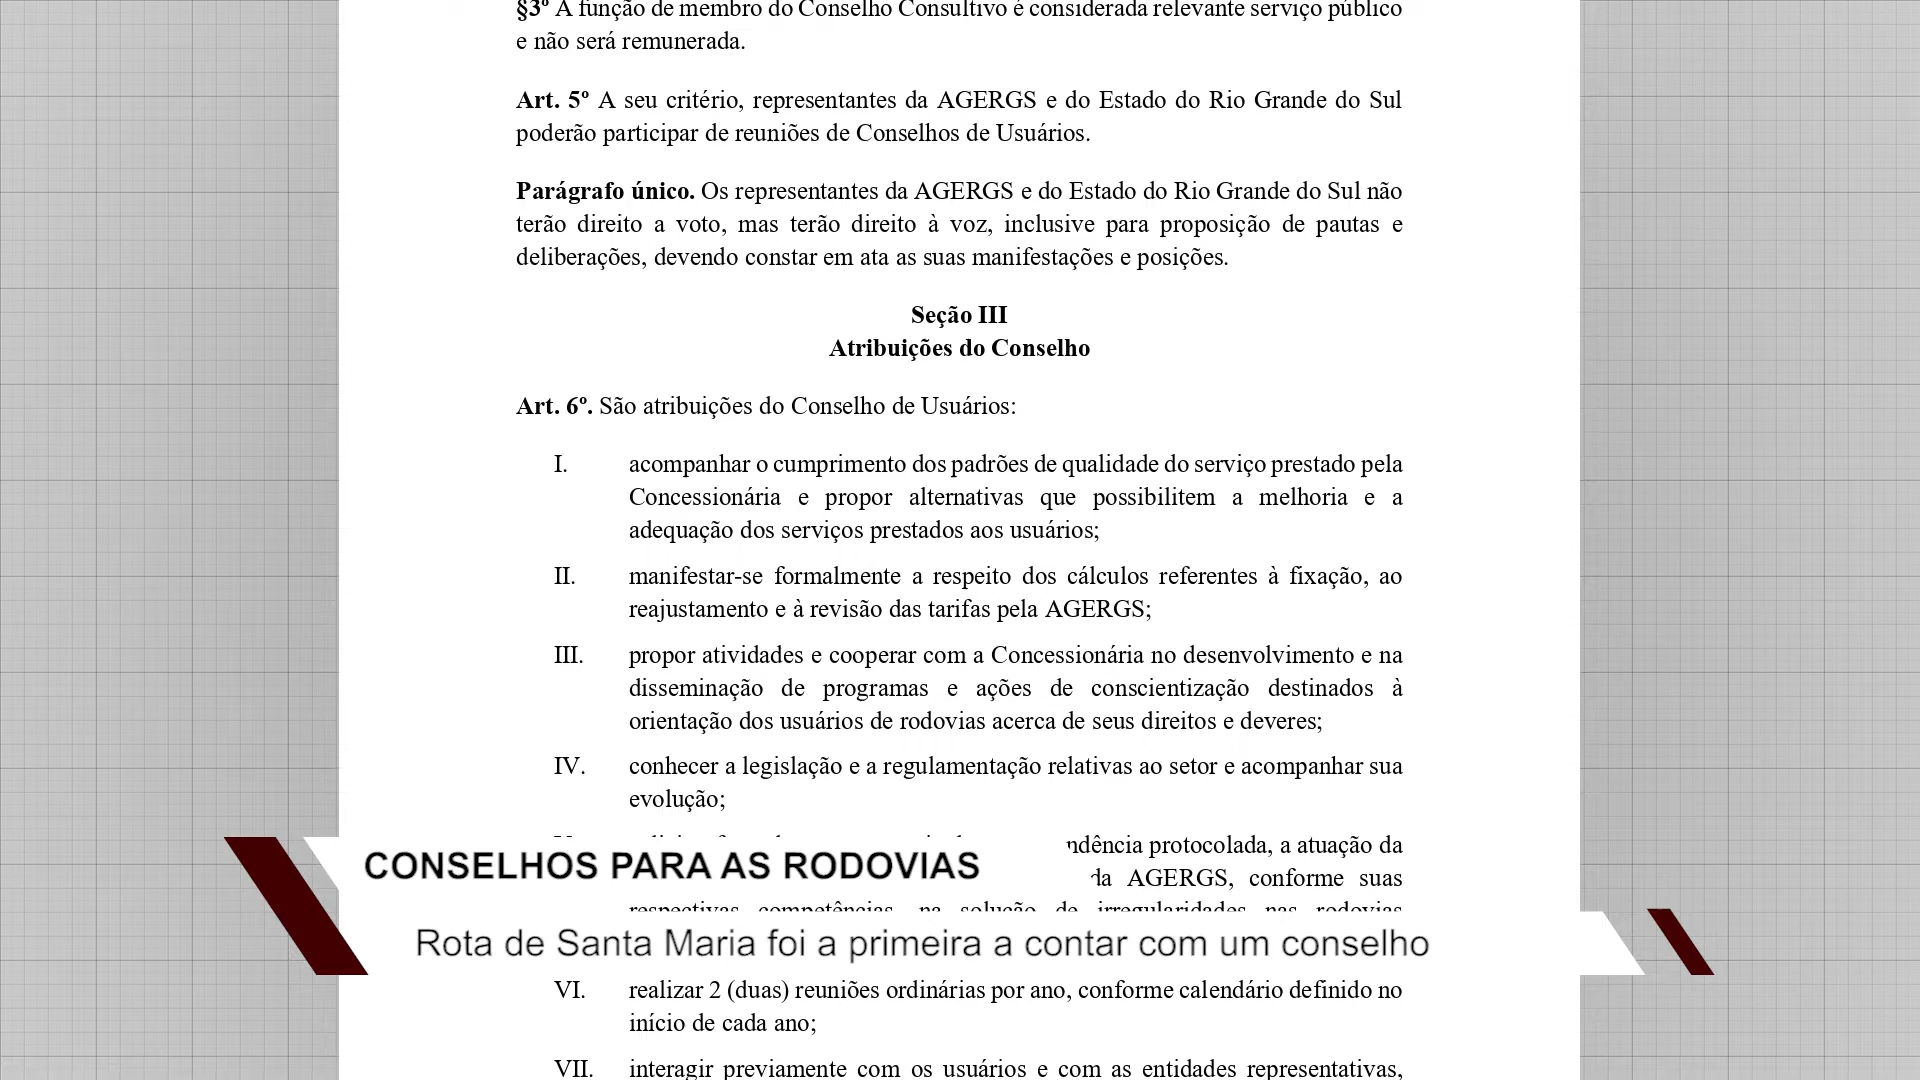 §3º A função de membro do Conselho Consultivo é considerada relevante serviço público
e não será remunerada.
Art. 5º A seu critério, representantes da AGERGS e do Estado do Rio Grande do Sul
poderão participar de reuniões de Conselhos de Usuários.
Parágrafo único. Os representantes da AGERGS e do Estado do Rio Grande do Sul não
terão direito a voto, mas terão direito à voz, inclusive para proposição de pautas e
deliberações, devendo constar em ata as suas manifestações e posições.
Seção III
Atribuições do Conselho
Art. 6º. São atribuições do Conselho de Usuários:
I. acompanhar o cumprimento dos padrões de qualidade do serviço prestado pela
Concessionária e propor alternativas que possibilitem a melhoria e a
adequação dos serviços prestados aos usuários;
II. manifestar-se formalmente a respeito dos cálculos referentes à fixação, ao
reajustamento e à revisão das tarifas pela AGERGS;
III. propor atividades e cooperar com a Concessionária no desenvolvimento e na
disseminação de programas e ações de conscientização destinados à
orientação dos usuários de rodovias acerca de seus direitos e deveres;
IV. conhecer a legislação e a regulamentação relativas ao setor e acompanhar sua
evolução;
protocolada, a atuação da
AGERGS, conforme suas
respectivas competências, na solução de irregularidades nas rodovias
CONSELHOS PARA AS RODOVIAS
Rota de Santa Maria foi a primeira a contar com um conselho
VI. realizar 2 (duas) reuniões ordinárias por ano, conforme calendário definido no
início de cada ano;
VII. interagir previamente com os usuários e com as entidades representativas,